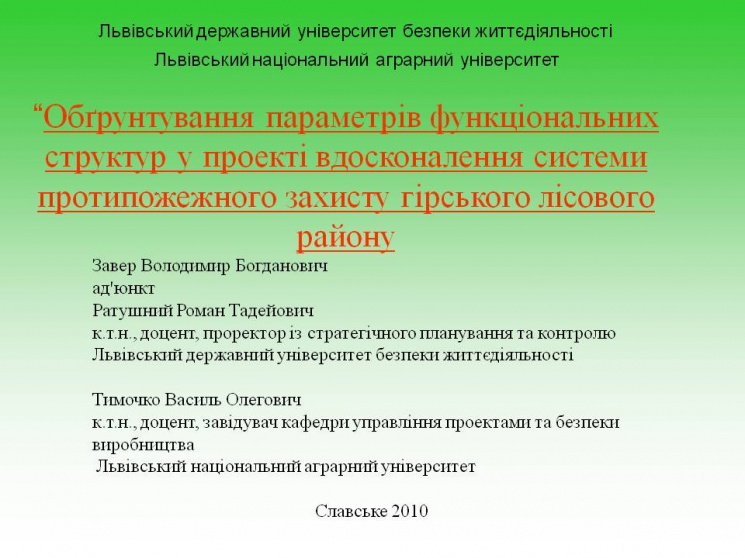 Львівський державний університет безпеки життєдіяльності
Львівський національний аграрний університет
“Обґрунтування параметрів функціональних
структур у проекті вдосконалення системи
протипожежного захисту гірського лісового
району
Завер Володимир Богданович
ад'юнкт
Ратушний Роман Тадейович
к.т.н., доцент, проректор із стратегічного планування та контролю
Львівський державний університет безпеки життєдіяльності
Тимочко Василь Олегович
к.т.н., доцент, завідувач кафедри управління проектами та безпеки
виробництва
Львівський національний аграрний університет
Славське 2010